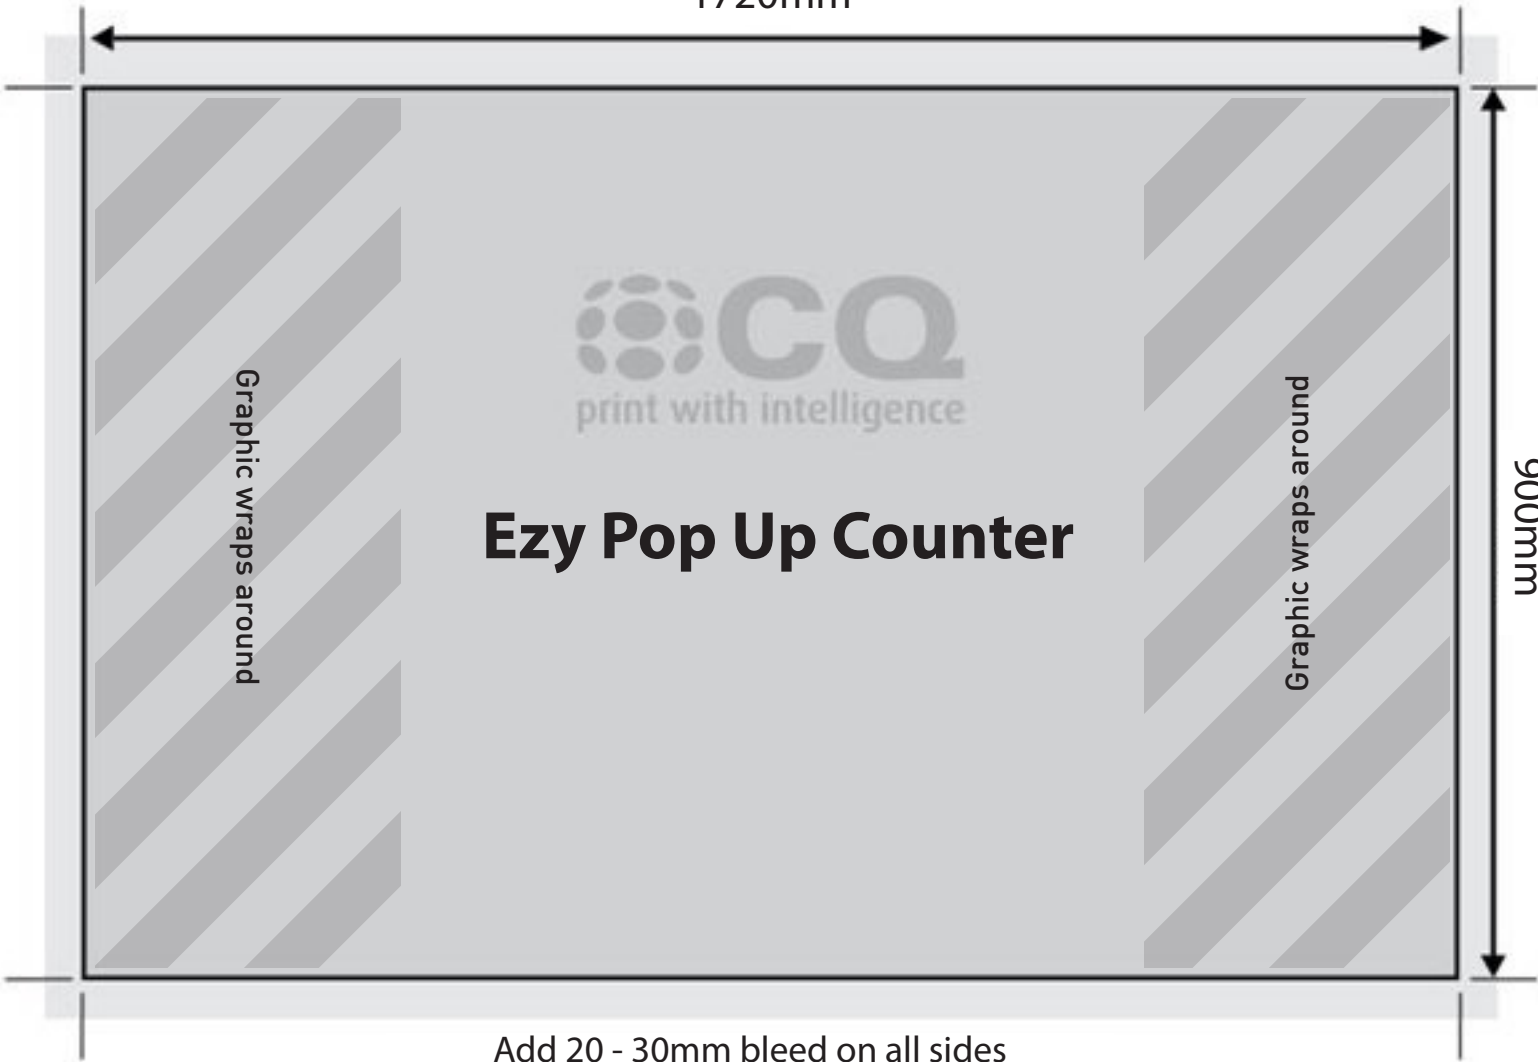 1720mm
CQ
print with intelligence
Ezy Pop Up Counter
Graphic wraps around
Graphic wraps around
900mm
Add 20 - 30mm bleed on all sides